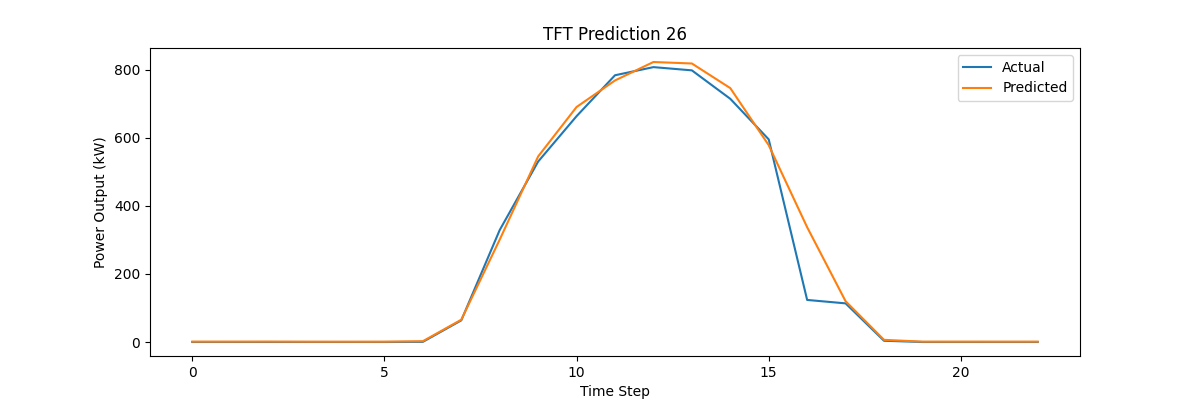 TFT Prediction 26
Actual
Predicted
Power Output (kW)
800
600
400
200
0
0 5 10 15 20
Time Step